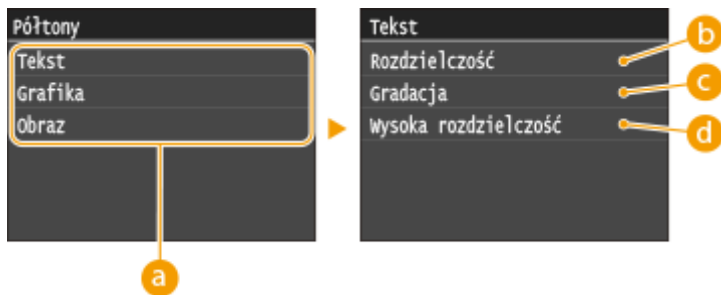 Półtony
Tekst
Grafika
Obraz
a
Tekst
Rozdzielczość
Gradacja
Wysoka rozdzielczość
b
c
d